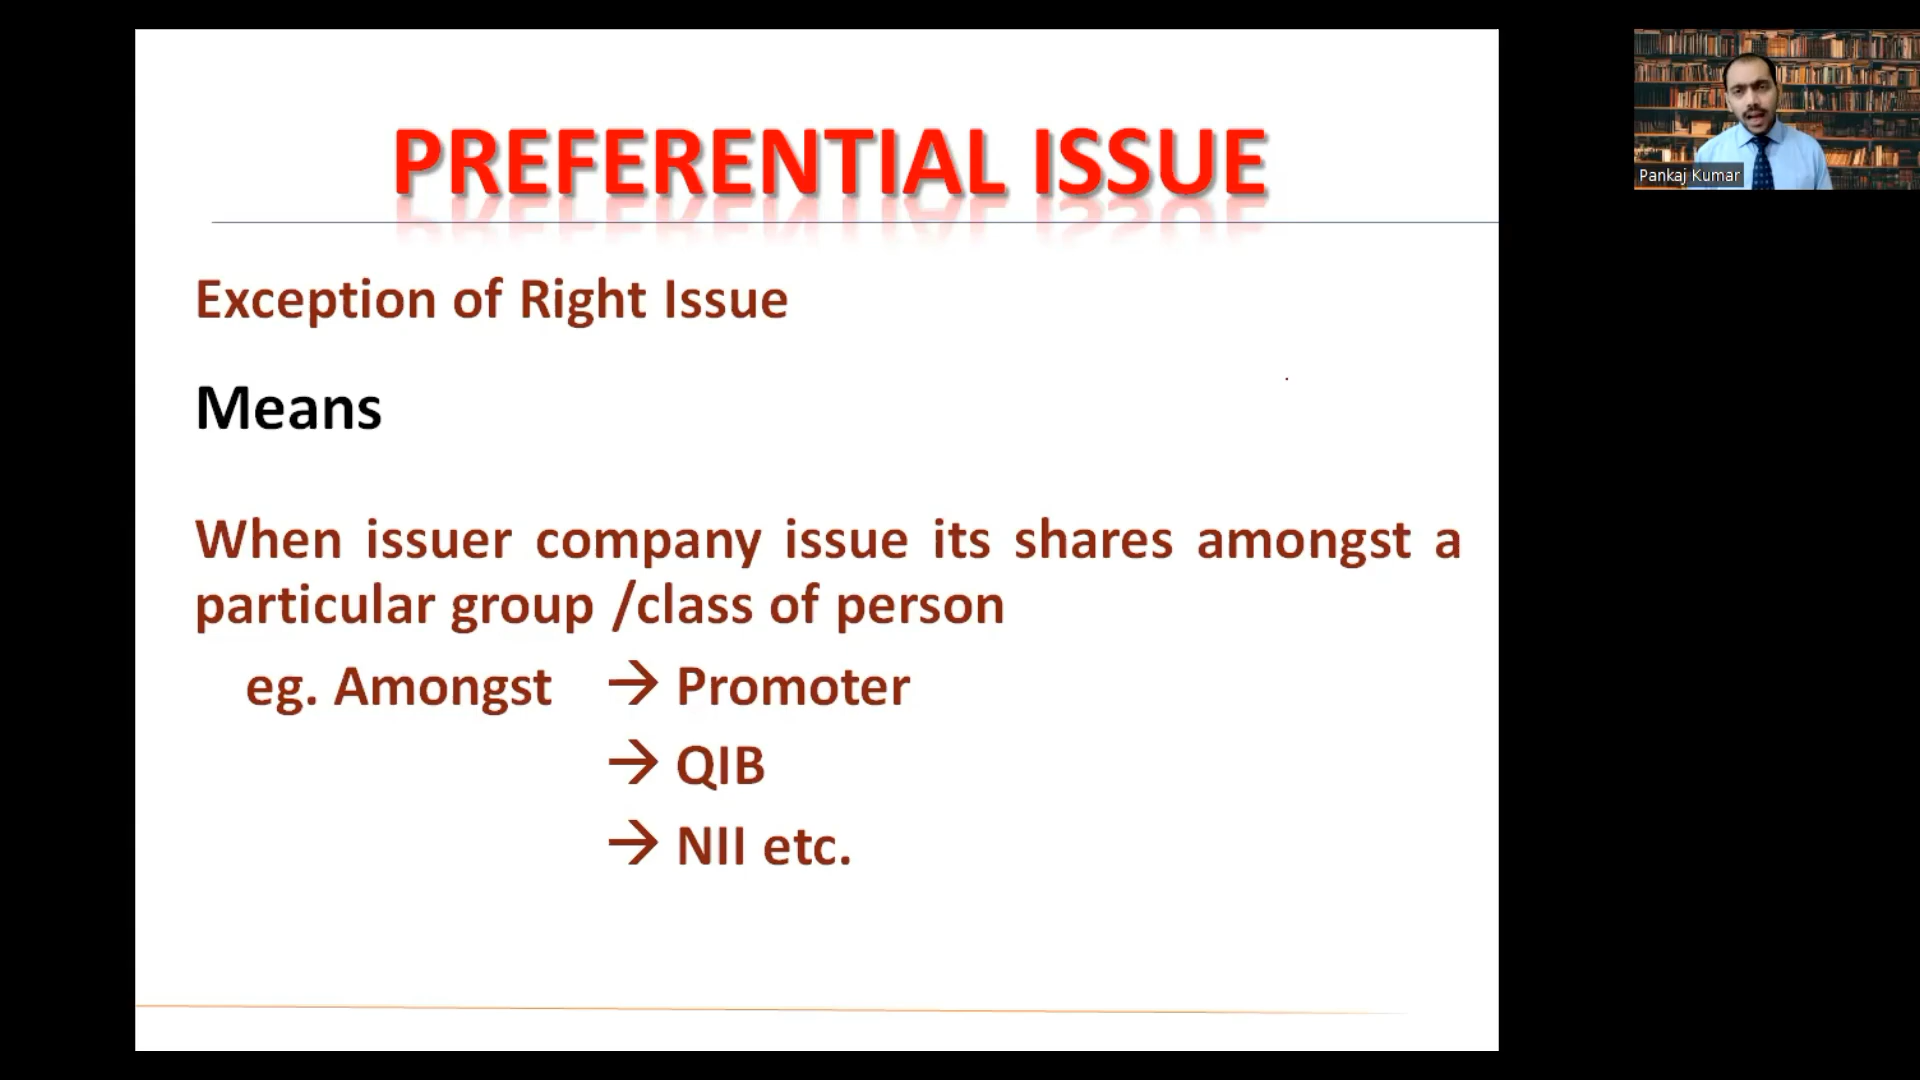 PREFERENTIAL ISSUE
Exception of Right Issue
Means
When issuer company issue its shares amongst a
particular group /class of person
eg. Amongst → Promoter
→ QIB
→ NII etc.
Pankaj Kumar